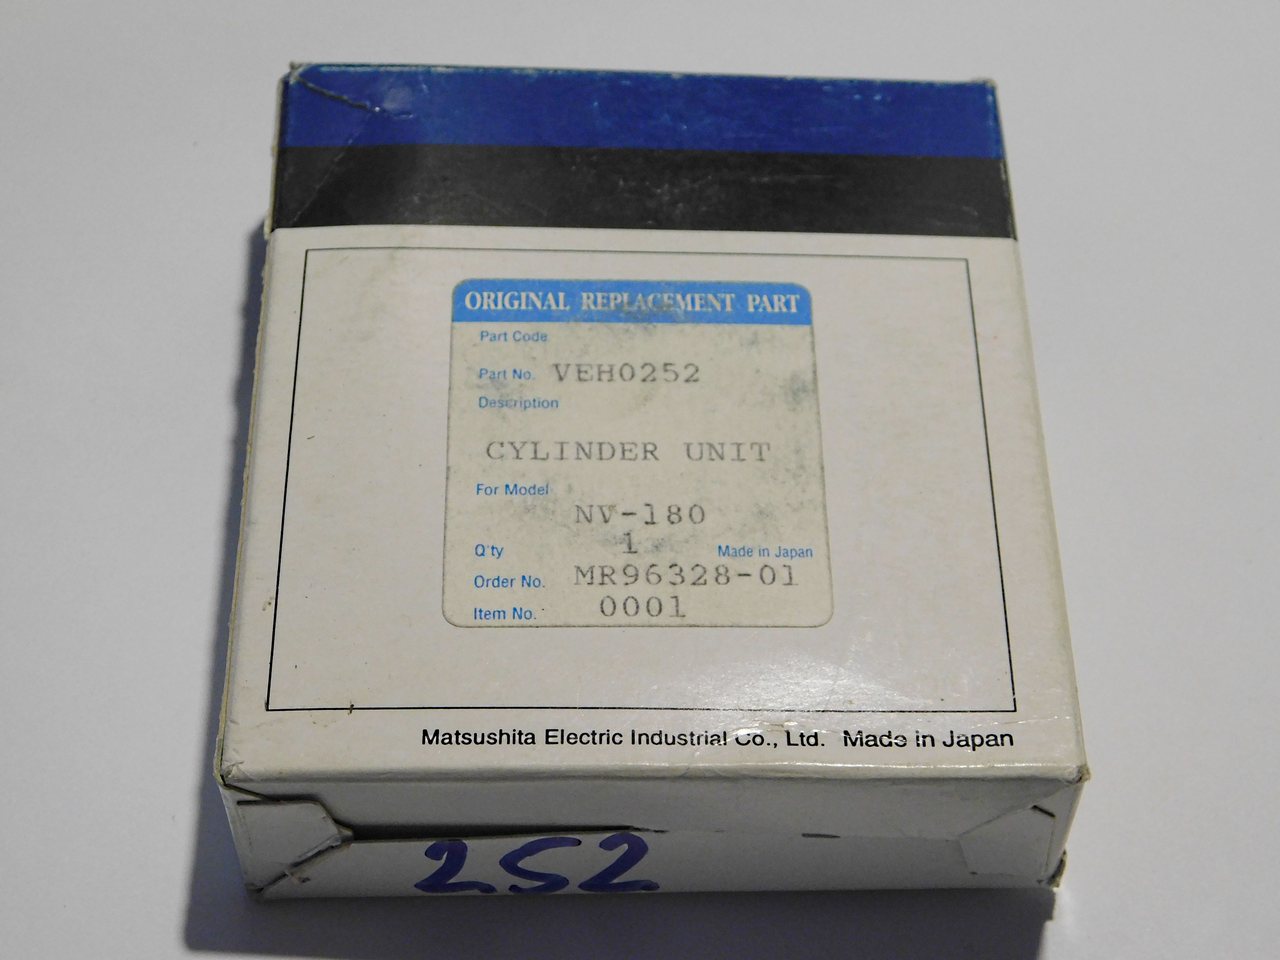 ORIGINAL REPLACEMENT PART
Part Code
Part No. VEH0252
Description
CYLINDER UNIT
For Model
NV-180
Q'ty 1 Made in Japan
Order No. MR96328-01
Item No. 0001
Matsushita Electric Industrial Co., Ltd. Made in Japan
252